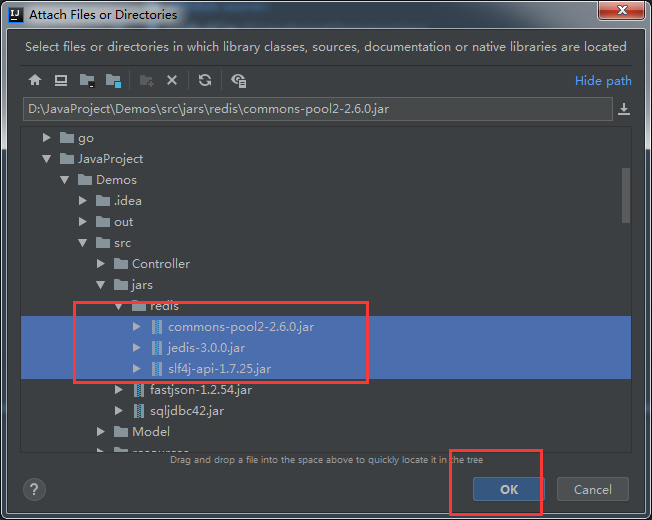 IJ Attach Files or Directories
Select files or directories in which library classes, sources, documentation or native libraries are located
Hide path
D:\JavaProject\Demos\src\jars\redis\commons-pool2-2.6.0.jar
go
JavaProject
Demos
.idea
out
src
Controller
jars
redis
commons-pool2-2.6.0.jar
jedis-3.0.0.jar
slf4j-api-1.7.25.jar
fastjson-1.2.54.jar
sqljdbc42.jar
Model
Drag and drop a file into the space above to quickly locate it in the tree
? OK Cancel